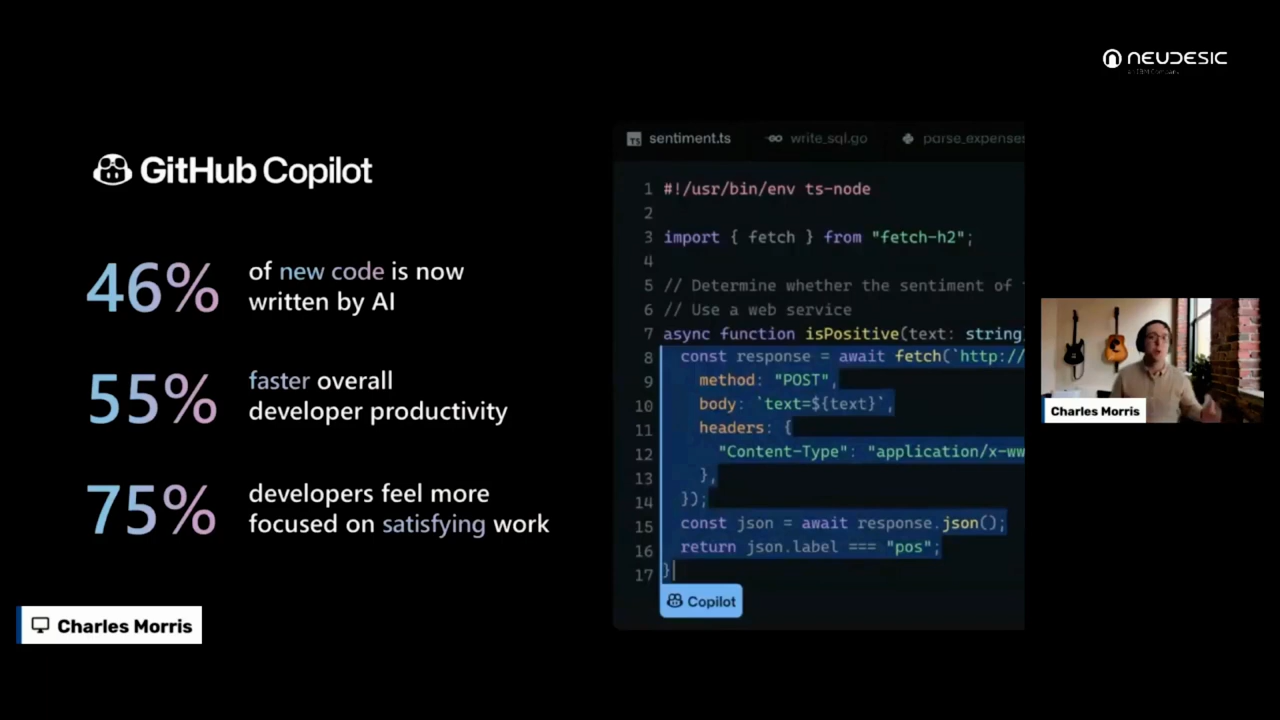 NEUDESIC
an IBM Company
GitHub Copilot
46%
of new code is now
written by AI
55%
faster overall
developer productivity
75%
developers feel more
focused on satisfying work
Charles Morris
sentiment.ts
write_sql.go
parse_expenses
1 #!/usr/bin/env ts-node
2
3 import { fetch } from "fetch-h2";
4
5 // Determine whether the sentiment of
6 // Use a web service
7 async function isPositive(text: string)
8 const response = await fetch(`http://
9 method: "POST",
10 body: `text=${text}`,
11 headers: {
12 "Content-Type": "application/x-ww
13 },
14 });
15 const json = await response.json();
16 return json.label === "pos";
17 }
Copilot
Charles Morris